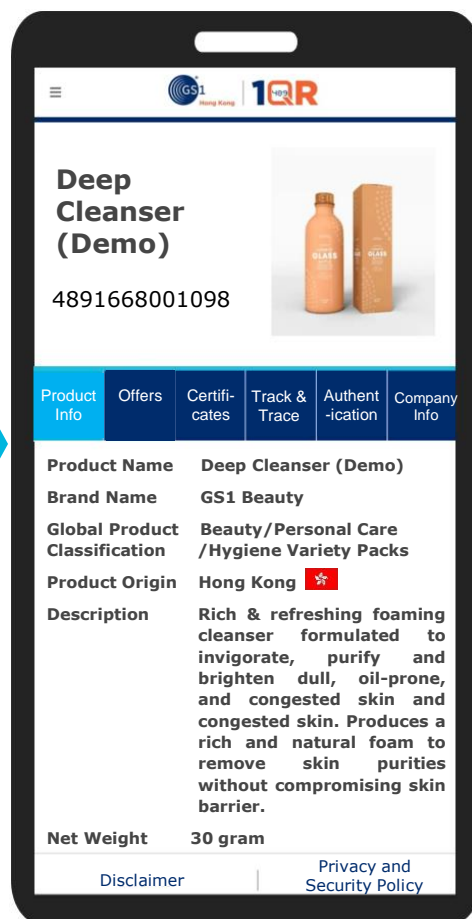 GS1
Hong Kong
1QR
489
Deep
Cleanser
(Demo)
4891668001098
GLASS
GLASS
Product Info
Offers
Certifi-
cates
Track &
Trace
Authent
-ication
Company
Info
Product Name Deep Cleanser (Demo)
Brand Name GS1 Beauty
Global Product Beauty/Personal Care
Classification /Hygiene Variety Packs
Product Origin Hong Kong
Description Rich & refreshing foaming
cleanser formulated to
invigorate, purify and
brighten dull, oil-prone,
and congested skin and
congested skin. Produces a
rich and natural foam to
remove skin purities
without compromising skin
barrier.
Net Weight 30 gram
Disclaimer
Privacy and
Security Policy